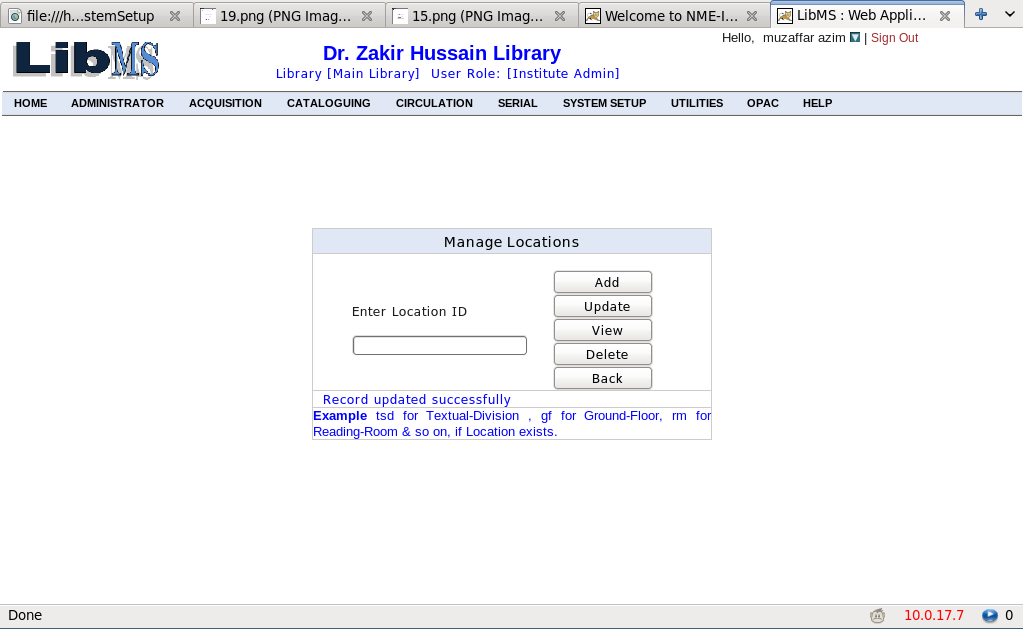 file:///h...stemSetup 19.png (PNG Imag... 15.png (PNG Imag... Welcome to NME-I... LibMS : Web Appli...
Hello, muzaffar azim | Sign Out
LibMS
Dr. Zakir Hussain Library
Library [Main Library] User Role: [Institute Admin]
HOME ADMINISTRATOR ACQUISITION CATALOGUING CIRCULATION SERIAL SYSTEM SETUP UTILITIES OPAC HELP
Manage Locations
Add
Update
Enter Location ID
View
Delete
Back
Record updated successfully
Example tsd for Textual-Division , gf for Ground-Floor, rm for
Reading-Room & so on, if Location exists.
Done 10.0.17.7 0